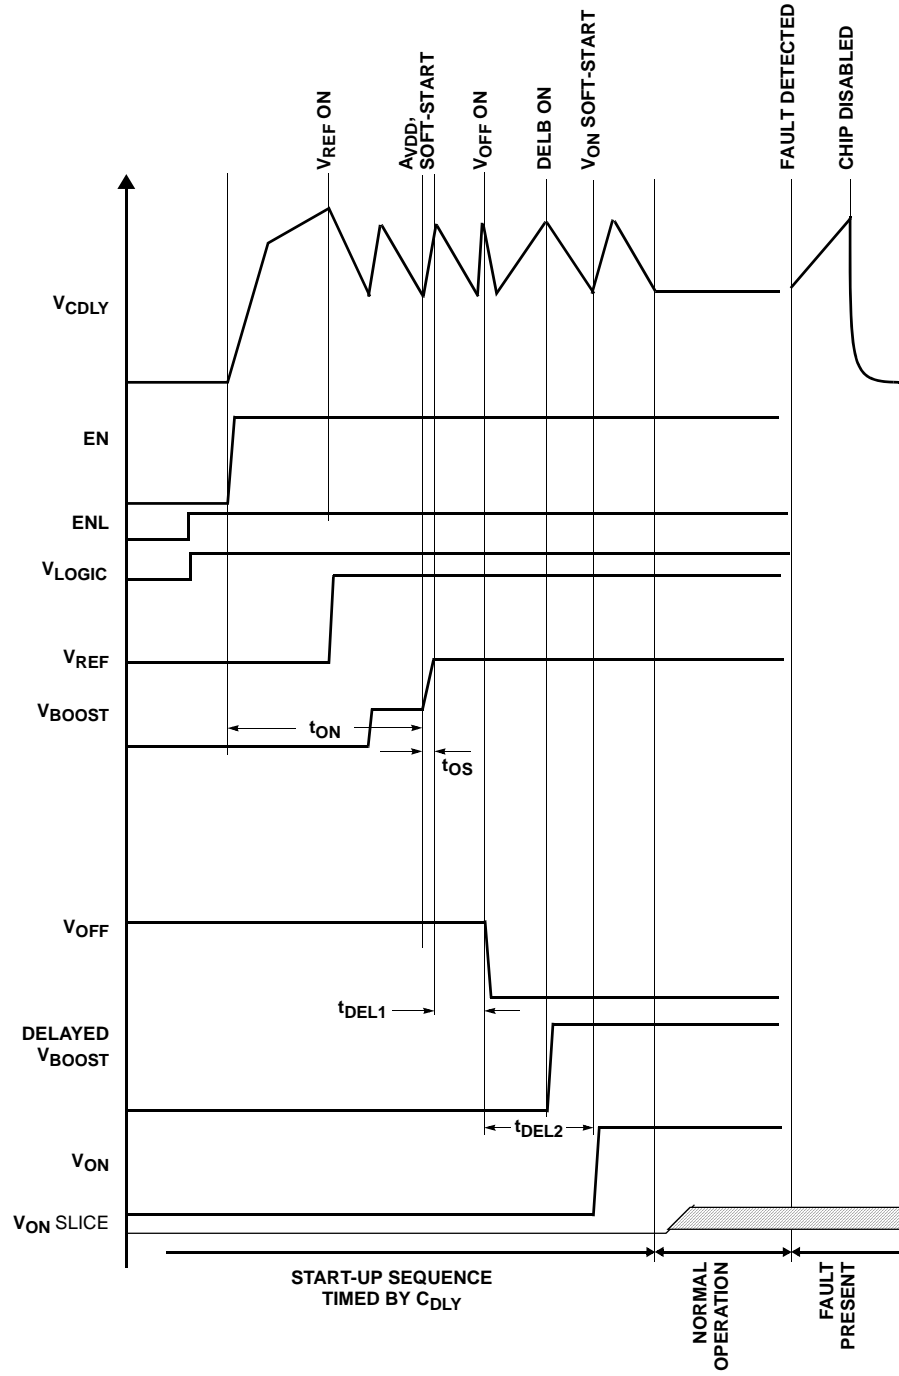 VREF ON
AVDD,
SOFT-START
VOFF ON
DELB ON
VON SOFT-START
FAULT DETECTED
CHIP DISABLED
VCDLY
EN
ENL
VLOGIC
VREF
VBOOST
tON
tOS
VOFF
tDEL1
DELAYED
VBOOST
tDEL2
VON
VON SLICE
START-UP SEQUENCE
TIMED BY CDLY
NORMAL
OPERATION
FAULT
PRESENT